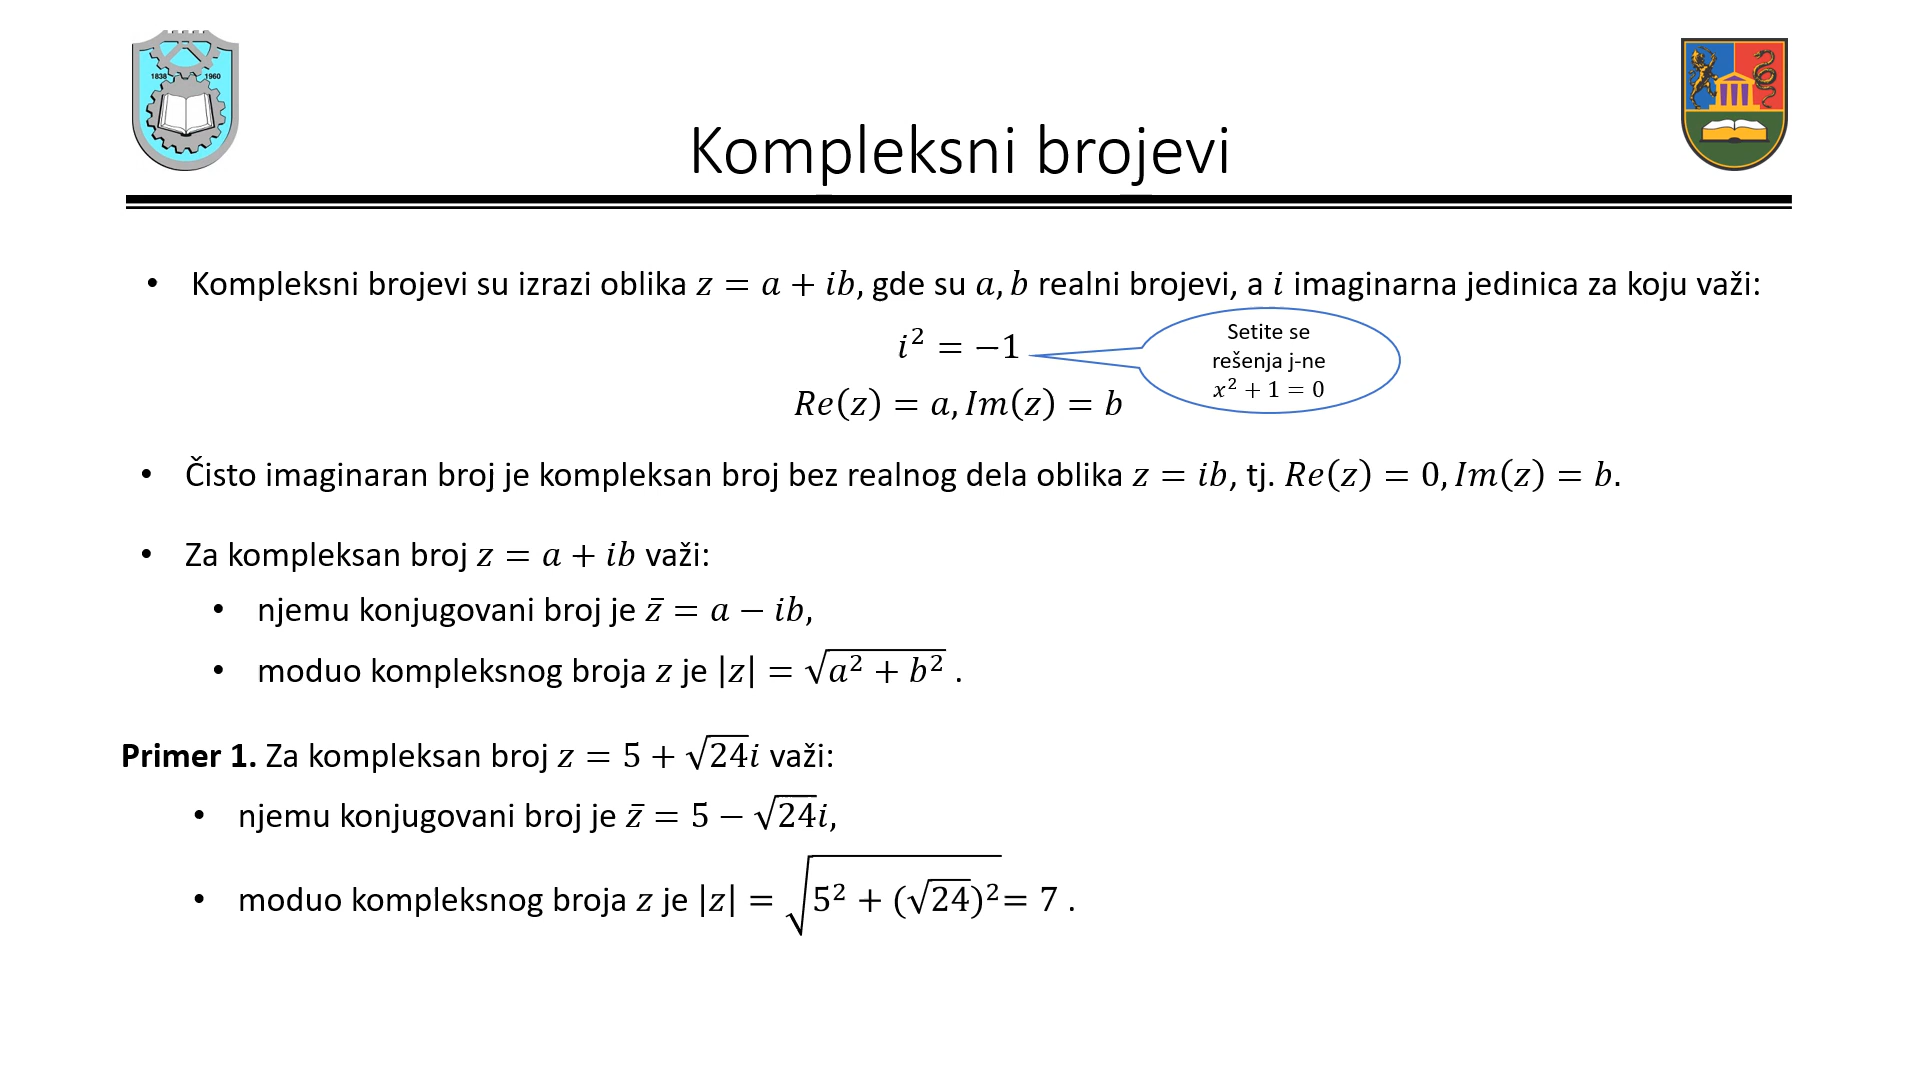 1838 1960
Kompleksni brojevi
• Kompleksni brojevi su izrazi oblika z = a + ib, gde su a, b realni brojevi, a i imaginarna jedinica za koju važi:
i² = −1
Setite se
rešenja j-ne
x² + 1 = 0
Re(z) = a, Im(z) = b
• Čisto imaginaran broj je kompleksan broj bez realnog dela oblika z = ib, tj. Re(z) = 0, Im(z) = b.
• Za kompleksan broj z = a + ib važi:
• njemu konjugovani broj je z̄ = a − ib,
• moduo kompleksnog broja z je |z| = √(a² + b²) .
Primer 1. Za kompleksan broj z = 5 + √24i važi:
• njemu konjugovani broj je z̄ = 5 − √24i,
• moduo kompleksnog broja z je |z| = √(5² + (√24)²)= 7 .